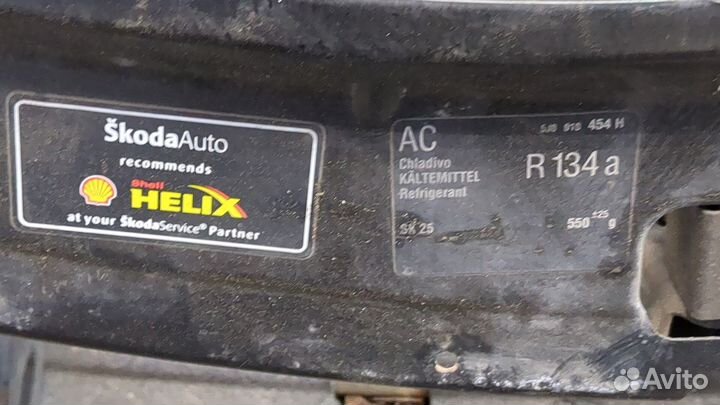 ŠkodaAuto
recommends
Shell
HELIX
at your ŠkodaService® Partner
AC
5J0 010 454 H
Chladivo
KÄLTEMITTEL
Refrigerant
R 134 a
SK 25
550 ±25 g
Avito